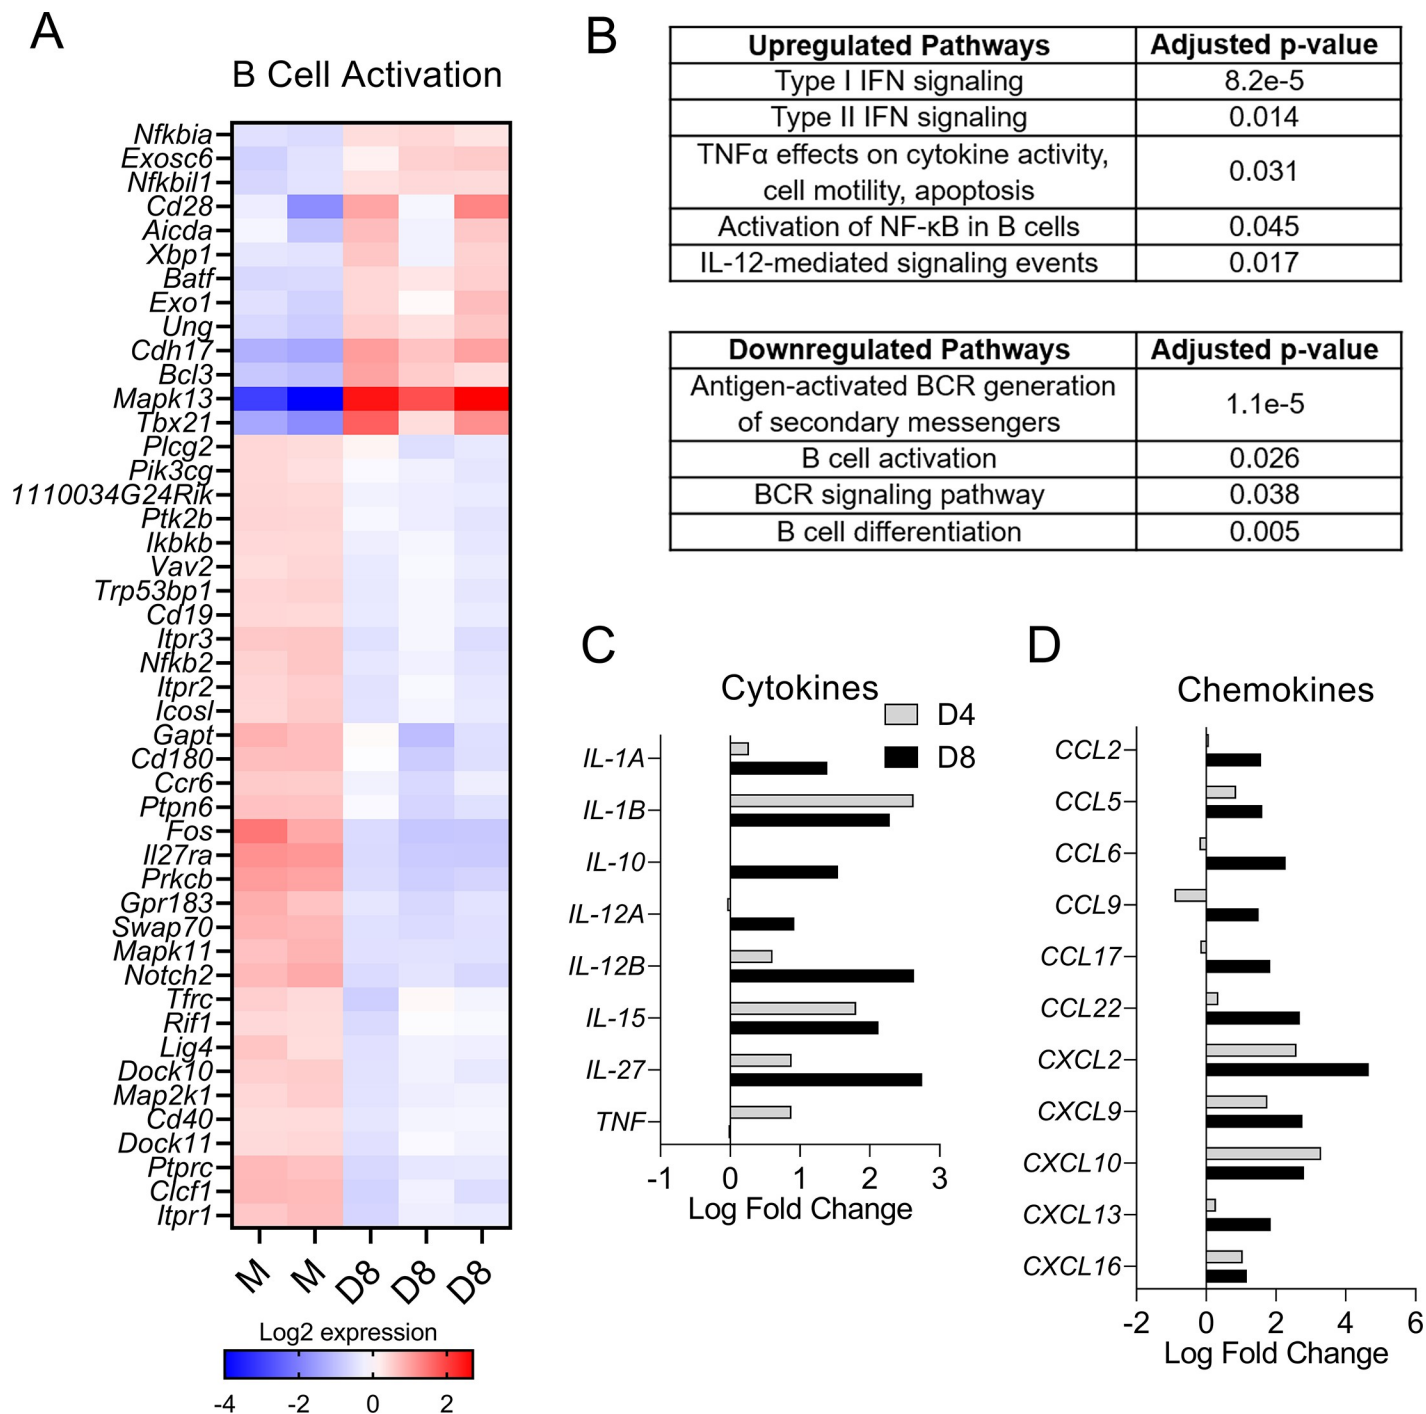 A
B Cell Activation
Nfkbia
Exosc6
Nfkbil1
Cd28
Aicda
Xbp1
Batf
Exo1
Ung
Cdh17
Bcl3
Mapk13
Tbx21
Plcg2
Pik3cg
1110034G24Rik
Ptk2b
Ikbkb
Vav2
Trp53bp1
Cd19
Itpr3
Nfkb2
Itpr2
Icosl
Gapt
Cd180
Ccr6
Ptpn6
Fos
Il27ra
Prkcb
Gpr183
Swap70
Mapk11
Notch2
Tfrc
Rif1
Lig4
Dock10
Map2k1
Cd40
Dock11
Ptprc
Clcf1
Itpr1
M M D8 D8 D8
Log2 expression
-4 -2 0 2
B
Upregulated Pathways Adjusted p-value
Type I IFN signaling 8.2e-5
Type II IFN signaling 0.014
TNFα effects on cytokine activity,
cell motility, apoptosis 0.031
Activation of NF-κB in B cells 0.045
IL-12-mediated signaling events 0.017
Downregulated Pathways Adjusted p-value
Antigen-activated BCR generation
of secondary messengers 1.1e-5
B cell activation 0.026
BCR signaling pathway 0.038
B cell differentiation 0.005
C
Cytokines
D4
D8
IL-1A
IL-1B
IL-10
IL-12A
IL-12B
IL-15
IL-27
TNF
-1 0 1 2 3
Log Fold Change
D
Chemokines
CCL2
CCL5
CCL6
CCL9
CCL17
CCL22
CXCL2
CXCL9
CXCL10
CXCL13
CXCL16
-2 0 2 4 6
Log Fold Change